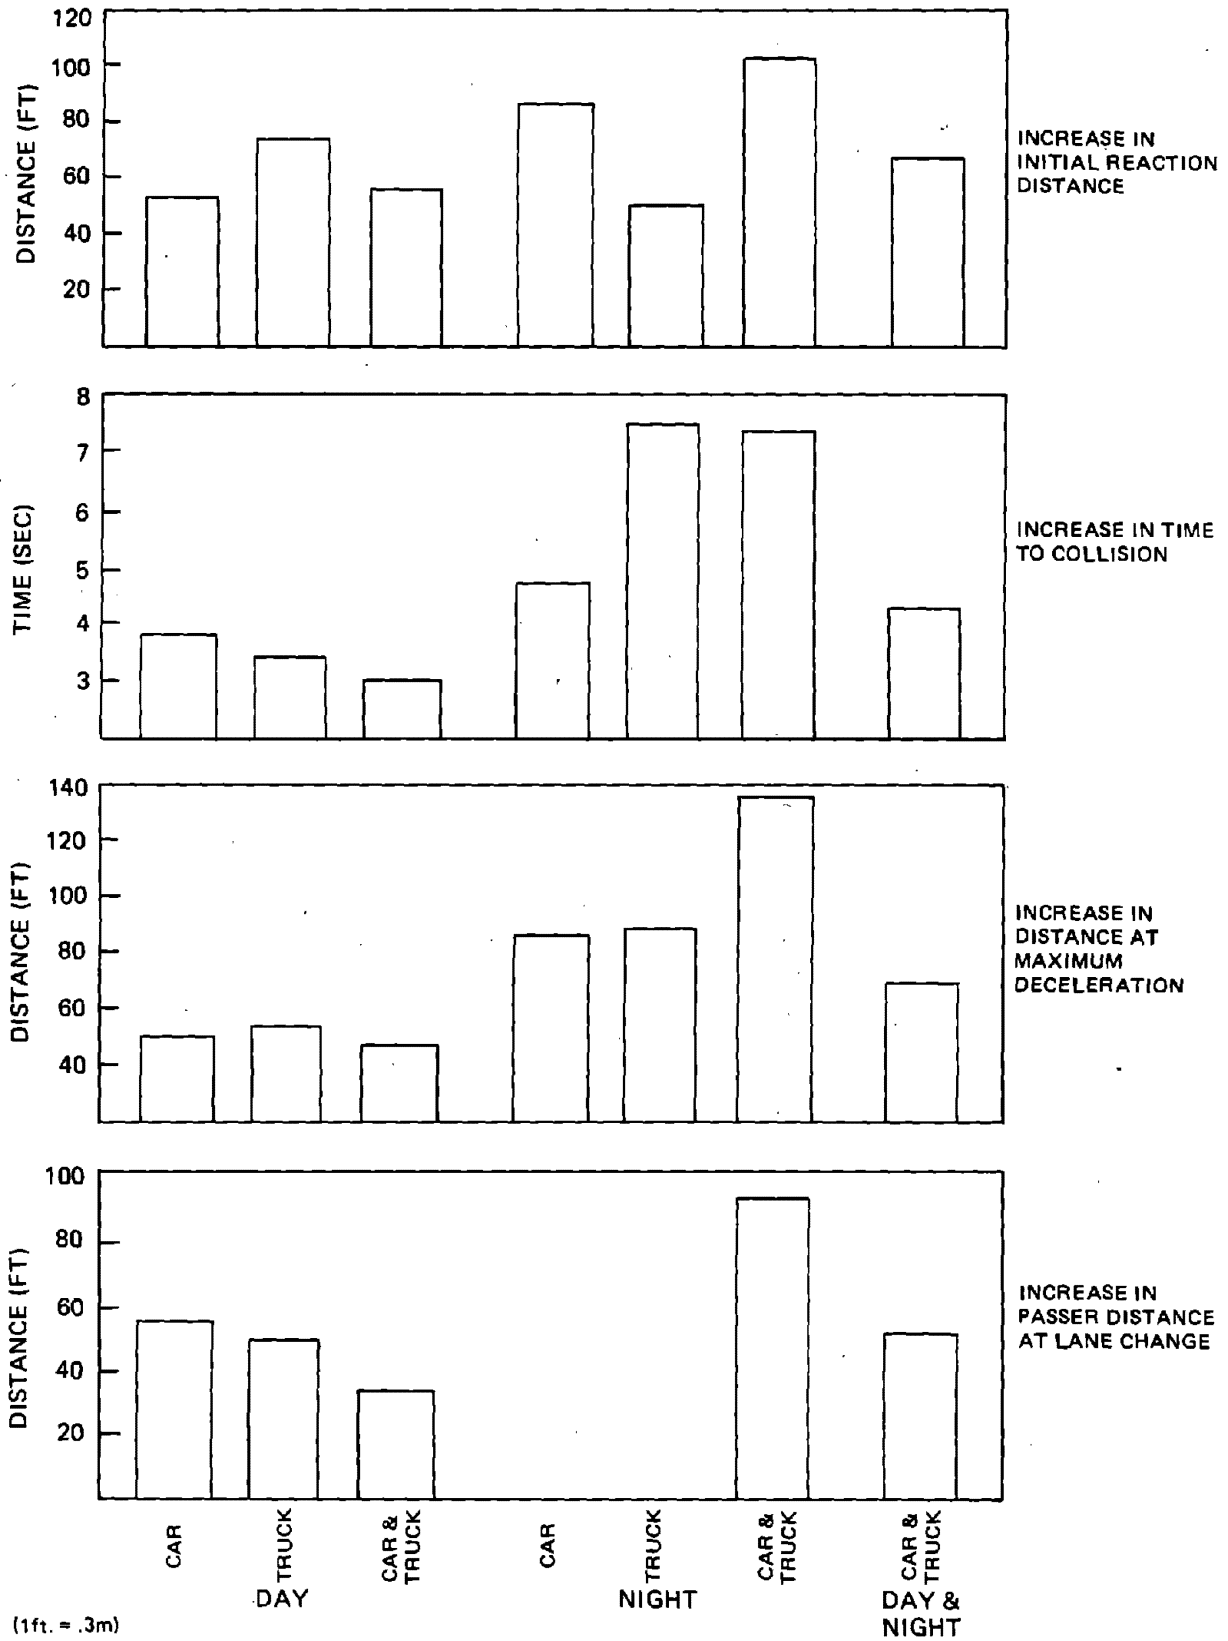 120
100
80
60
40
20
DISTANCE (FT)
INCREASE IN
INITIAL REACTION
DISTANCE
8
7
6
5
4
3
TIME (SEC)
INCREASE IN TIME
TO COLLISION
140
120
100
80
60
40
DISTANCE (FT)
INCREASE IN
DISTANCE AT
MAXIMUM
DECELERATION
100
80
60
40
20
DISTANCE (FT)
INCREASE IN
PASSER DISTANCE
AT LANE CHANGE
CAR
TRUCK
CAR &
TRUCK
CAR
TRUCK
CAR &
TRUCK
CAR &
TRUCK
DAY
NIGHT
DAY &
NIGHT
(1ft. = .3m)